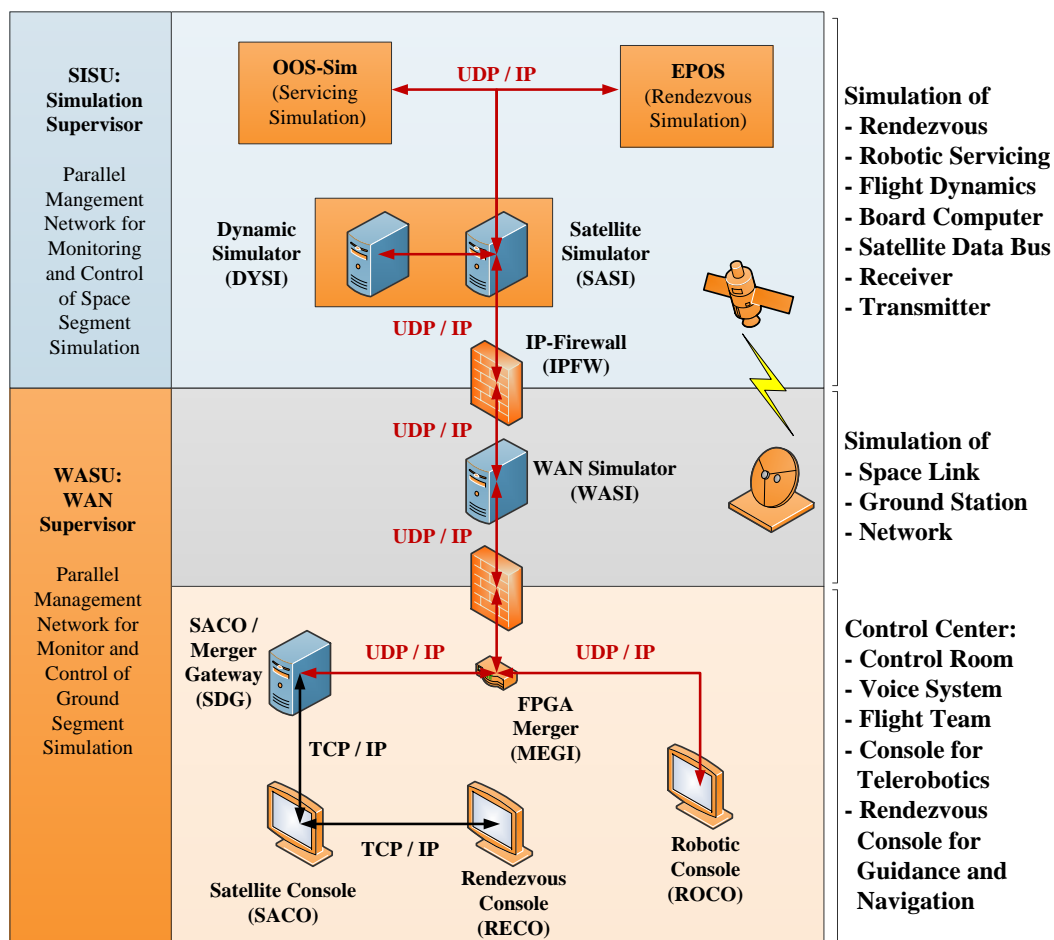 SISU:
Simulation
Supervisor
Parallel
Mangement
Network for
Monitoring
and Control
of Space
Segment
Simulation
OOS-Sim
(Servicing
Simulation)
UDP / IP
EPOS
(Rendezvous
Simulation)
Dynamic
Simulator
(DYSI)
Satellite
Simulator
(SASI)
UDP / IP
IP-Firewall
(IPFW)
Simulation of
- Rendezvous
- Robotic Servicing
- Flight Dynamics
- Board Computer
- Satellite Data Bus
- Receiver
- Transmitter
WASU:
WAN
Supervisor
Parallel
Management
Network for
Monitor and
Control of
Ground
Segment
Simulation
UDP / IP
WAN Simulator
(WASI)
UDP / IP
Simulation of
- Space Link
- Ground Station
- Network
SACO /
Merger
Gateway
(SDG)
UDP / IP
UDP / IP
FPGA
Merger
(MEGI)
TCP / IP
TCP / IP
Satellite Console
(SACO)
Rendezvous
Console
(RECO)
Robotic
Console
(ROCO)
Control Center:
- Control Room
- Voice System
- Flight Team
- Console for
Telerobotics
- Rendezvous
Console for
Guidance and
Navigation